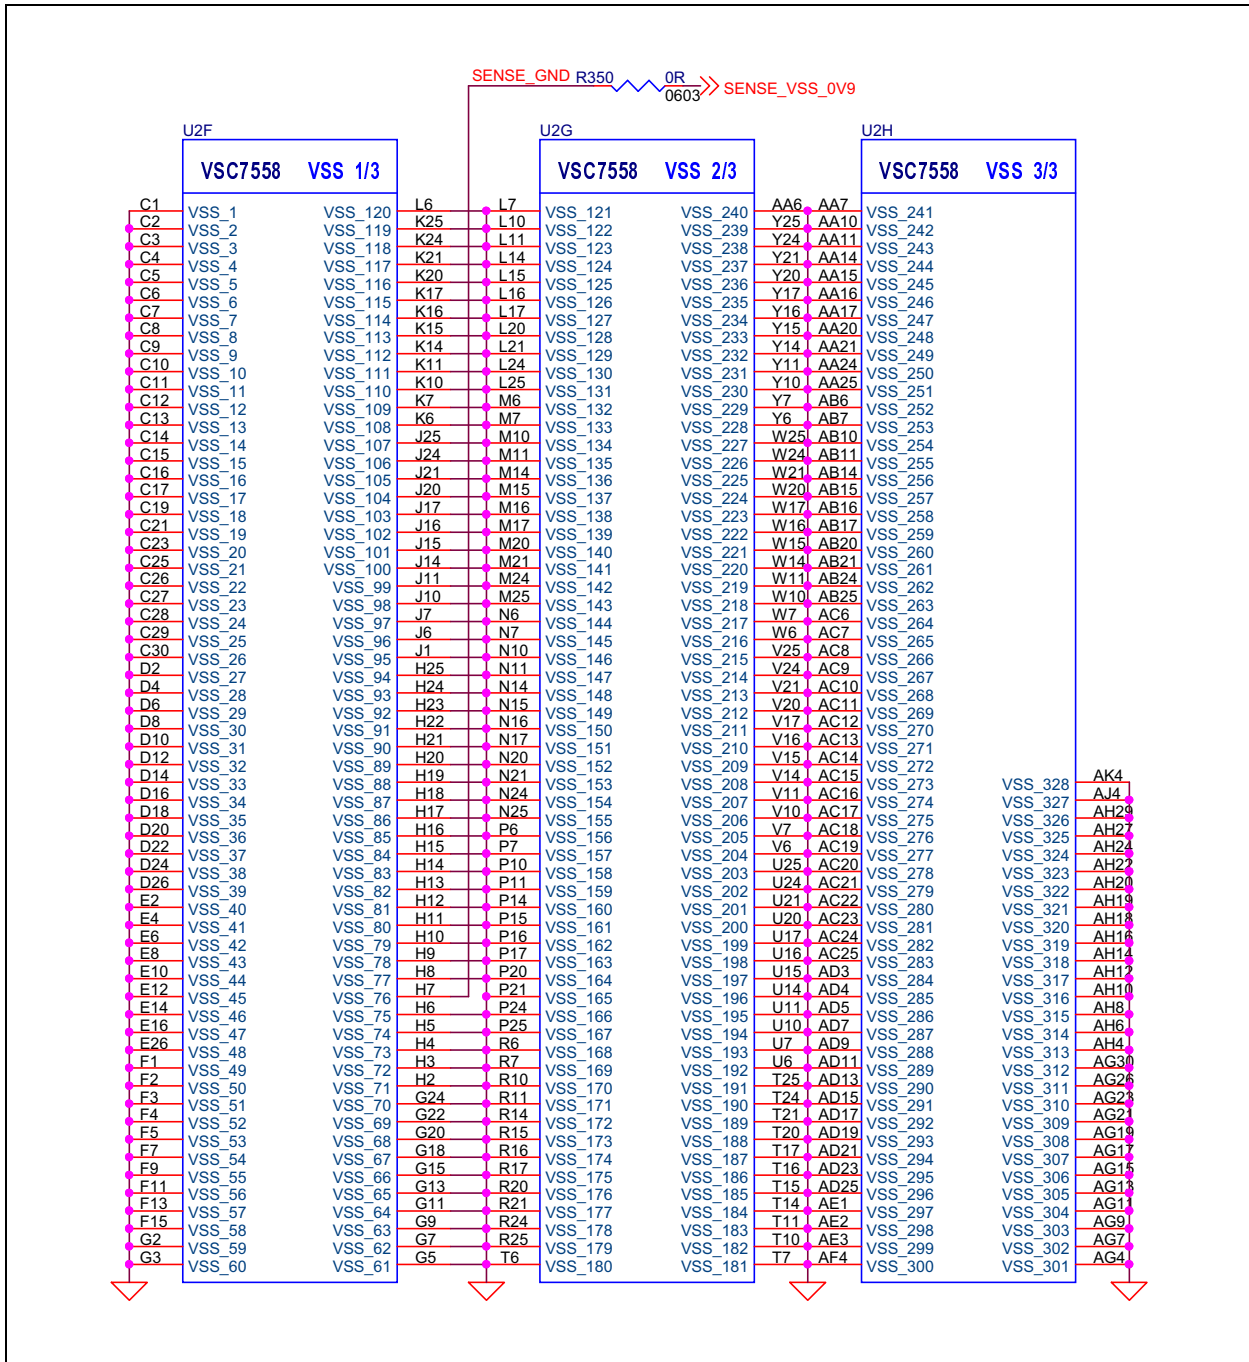 SENSE_GND R350 0R
0603 SENSE_VSS_0V9
U2F U2G U2H
VSC7558 VSS 1/3 VSC7558 VSS 2/3 VSC7558 VSS 3/3
C1 VSS_1 VSS_120 L6 L7 VSS_121 VSS_240 AA6 AA7 VSS_241
C2 VSS_2 VSS_119 K25 L10 VSS_122 VSS_239 Y25 AA10 VSS_242
C3 VSS_3 VSS_118 K24 L11 VSS_123 VSS_238 Y24 AA11 VSS_243
C4 VSS_4 VSS_117 K21 L14 VSS_124 VSS_237 Y21 AA14 VSS_244
C5 VSS_5 VSS_116 K20 L15 VSS_125 VSS_236 Y20 AA15 VSS_245
C6 VSS_6 VSS_115 K17 L16 VSS_126 VSS_235 Y17 AA16 VSS_246
C7 VSS_7 VSS_114 K16 L17 VSS_127 VSS_234 Y16 AA17 VSS_247
C8 VSS_8 VSS_113 K15 L20 VSS_128 VSS_233 Y15 AA20 VSS_248
C9 VSS_9 VSS_112 K14 L21 VSS_129 VSS_232 Y14 AA21 VSS_249
C10 VSS_10 VSS_111 K11 L24 VSS_130 VSS_231 Y11 AA24 VSS_250
C11 VSS_11 VSS_110 K10 L25 VSS_131 VSS_230 Y10 AA25 VSS_251
C12 VSS_12 VSS_109 K7 M6 VSS_132 VSS_229 Y7 AB6 VSS_252
C13 VSS_13 VSS_108 K6 M7 VSS_133 VSS_228 Y6 AB7 VSS_253
C14 VSS_14 VSS_107 J25 M10 VSS_134 VSS_227 W25 AB10 VSS_254
C15 VSS_15 VSS_106 J24 M11 VSS_135 VSS_226 W24 AB11 VSS_255
C16 VSS_16 VSS_105 J21 M14 VSS_136 VSS_225 W21 AB14 VSS_256
C17 VSS_17 VSS_104 J20 M15 VSS_137 VSS_224 W20 AB15 VSS_257
C19 VSS_18 VSS_103 J17 M16 VSS_138 VSS_223 W17 AB16 VSS_258
C21 VSS_19 VSS_102 J16 M17 VSS_139 VSS_222 W16 AB17 VSS_259
C23 VSS_20 VSS_101 J15 M20 VSS_140 VSS_221 W15 AB20 VSS_260
C25 VSS_21 VSS_100 J14 M21 VSS_141 VSS_220 W14 AB21 VSS_261
C26 VSS_22 VSS_99 J11 M24 VSS_142 VSS_219 W11 AB24 VSS_262
C27 VSS_23 VSS_98 J10 M25 VSS_143 VSS_218 W10 AB25 VSS_263
C28 VSS_24 VSS_97 J7 N6 VSS_144 VSS_217 W7 AC6 VSS_264
C29 VSS_25 VSS_96 J6 N7 VSS_145 VSS_216 W6 AC7 VSS_265
C30 VSS_26 VSS_95 J1 N10 VSS_146 VSS_215 V25 AC8 VSS_266
D2 VSS_27 VSS_94 H25 N11 VSS_147 VSS_214 V24 AC9 VSS_267
D4 VSS_28 VSS_93 H24 N14 VSS_148 VSS_213 V21 AC10 VSS_268
D6 VSS_29 VSS_92 H23 N15 VSS_149 VSS_212 V20 AC11 VSS_269
D8 VSS_30 VSS_91 H22 N16 VSS_150 VSS_211 V17 AC12 VSS_270
D10 VSS_31 VSS_90 H21 N17 VSS_151 VSS_210 V16 AC13 VSS_271
D12 VSS_32 VSS_89 H20 N20 VSS_152 VSS_209 V15 AC14 VSS_272
D14 VSS_33 VSS_88 H19 N21 VSS_153 VSS_208 V14 AC15 VSS_273 VSS_328 AK4
D16 VSS_34 VSS_87 H18 N24 VSS_154 VSS_207 V11 AC16 VSS_274 VSS_327 AJ4
D18 VSS_35 VSS_86 H17 N25 VSS_155 VSS_206 V10 AC17 VSS_275 VSS_326 AH29
D20 VSS_36 VSS_85 H16 P6 VSS_156 VSS_205 V7 AC18 VSS_276 VSS_325 AH27
D22 VSS_37 VSS_84 H15 P7 VSS_157 VSS_204 V6 AC19 VSS_277 VSS_324 AH24
D24 VSS_38 VSS_83 H14 P10 VSS_158 VSS_203 U25 AC20 VSS_278 VSS_323 AH22
D26 VSS_39 VSS_82 H13 P11 VSS_159 VSS_202 U24 AC21 VSS_279 VSS_322 AH20
E2 VSS_40 VSS_81 H12 P14 VSS_160 VSS_201 U21 AC22 VSS_280 VSS_321 AH19
E4 VSS_41 VSS_80 H11 P15 VSS_161 VSS_200 U20 AC23 VSS_281 VSS_320 AH18
E6 VSS_42 VSS_79 H10 P16 VSS_162 VSS_199 U17 AC24 VSS_282 VSS_319 AH16
E8 VSS_43 VSS_78 H9 P17 VSS_163 VSS_198 U16 AC25 VSS_283 VSS_318 AH14
E10 VSS_44 VSS_77 H8 P20 VSS_164 VSS_197 U15 AD3 VSS_284 VSS_317 AH12
E12 VSS_45 VSS_76 H7 P21 VSS_165 VSS_196 U14 AD4 VSS_285 VSS_316 AH10
E14 VSS_46 VSS_75 H6 P24 VSS_166 VSS_195 U11 AD5 VSS_286 VSS_315 AH8
E16 VSS_47 VSS_74 H5 P25 VSS_167 VSS_194 U10 AD7 VSS_287 VSS_314 AH6
E26 VSS_48 VSS_73 H4 R6 VSS_168 VSS_193 U7 AD9 VSS_288 VSS_313 AH4
F1 VSS_49 VSS_72 H3 R7 VSS_169 VSS_192 U6 AD11 VSS_289 VSS_312 AG30
F2 VSS_50 VSS_71 H2 R10 VSS_170 VSS_191 T25 AD13 VSS_290 VSS_311 AG26
F3 VSS_51 VSS_70 G24 R11 VSS_171 VSS_190 T24 AD15 VSS_291 VSS_310 AG23
F4 VSS_52 VSS_69 G22 R14 VSS_172 VSS_189 T21 AD17 VSS_292 VSS_309 AG21
F5 VSS_53 VSS_68 G20 R15 VSS_173 VSS_188 T20 AD19 VSS_293 VSS_308 AG19
F7 VSS_54 VSS_67 G18 R16 VSS_174 VSS_187 T17 AD21 VSS_294 VSS_307 AG17
F9 VSS_55 VSS_66 G15 R17 VSS_175 VSS_186 T16 AD23 VSS_295 VSS_306 AG15
F11 VSS_56 VSS_65 G13 R20 VSS_176 VSS_185 T15 AD25 VSS_296 VSS_305 AG13
F13 VSS_57 VSS_64 G11 R21 VSS_177 VSS_184 T14 AE1 VSS_297 VSS_304 AG11
F15 VSS_58 VSS_63 G9 R24 VSS_178 VSS_183 T11 AE2 VSS_298 VSS_303 AG9
G2 VSS_59 VSS_62 G7 R25 VSS_179 VSS_182 T10 AE3 VSS_299 VSS_302 AG7
G3 VSS_60 VSS_61 G5 T6 VSS_180 VSS_181 T7 AF4 VSS_300 VSS_301 AG4